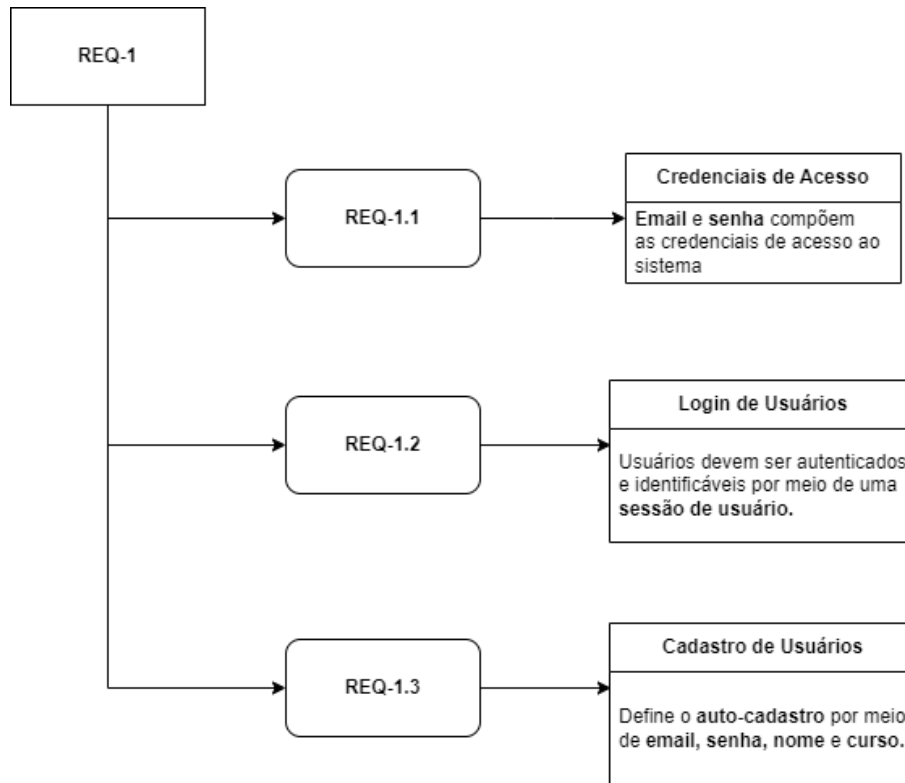 REQ-1
REQ-1.1
Credenciais de Acesso
Email e senha compõem
as credenciais de acesso ao
sistema
REQ-1.2
Login de Usuários
Usuários devem ser autenticados
e identificáveis por meio de uma
sessão de usuário.
REQ-1.3
Cadastro de Usuários
Define o auto-cadastro por meio
de email, senha, nome e curso.